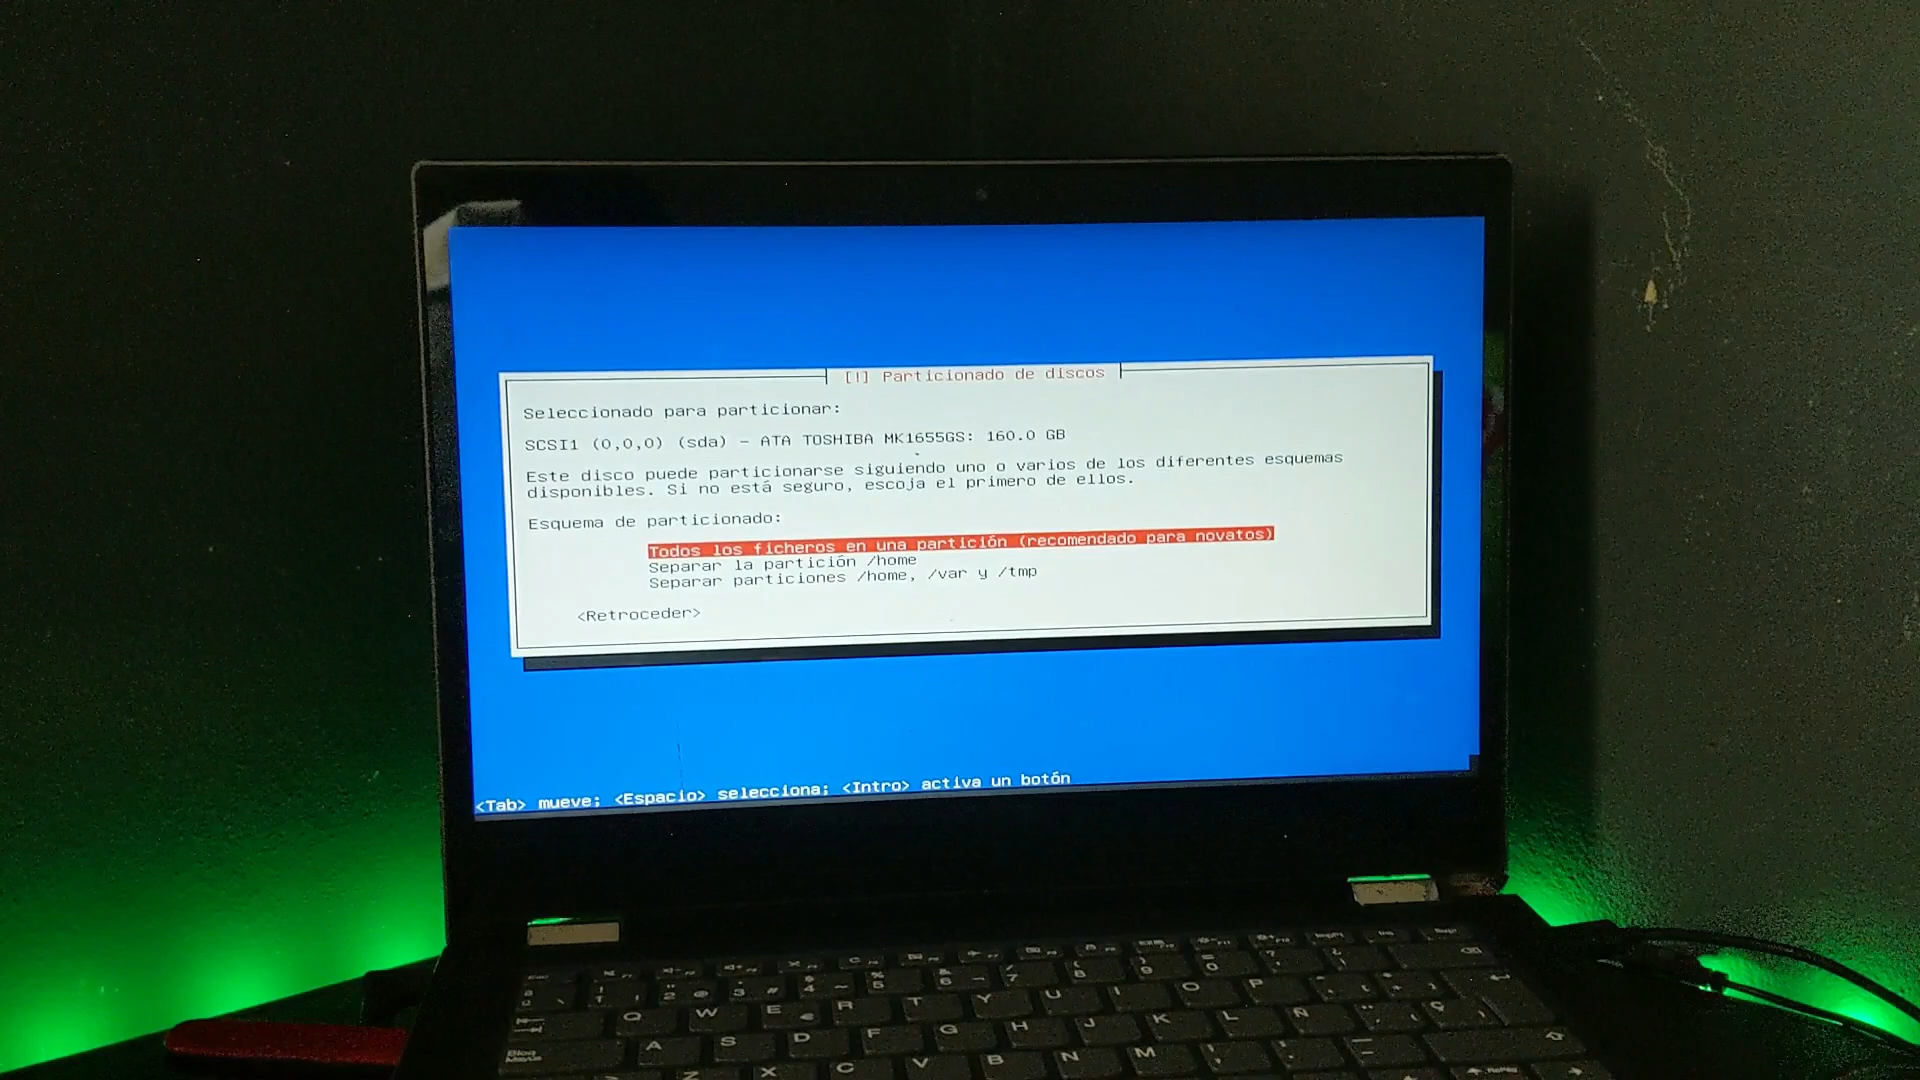 [!] Particionado de discos
Seleccionado para particionar:
SCSI1 (0,0,0) (sda) - ATA TOSHIBA MK1655GS: 160.0 GB
Este disco puede particionarse siguiendo uno o varios de los diferentes esquemas
disponibles. Si no está seguro, escoja el primero de ellos.
Esquema de particionado:
Todos los ficheros en una partición (recomendado para novatos)
Separar la partición /home
Separar particiones /home, /var y /tmp
<Retroceder>
<Tab> mueve; <Espacio> selecciona; <Intro> activa un botón
Q W E R T Y U I O P
Bloq Mayús A S D F G H J K L Ñ
Z X C V B N M